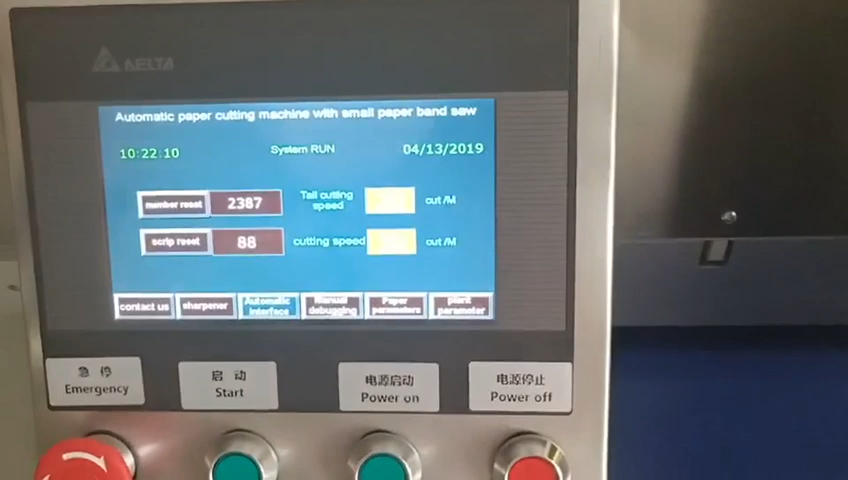 AELTA
Automatic paper cutting machine with small paper band saw
10:22:10
System RUN
04/13/2019
number reset
2387
Tail cutting
speed
cut /M
scrip reset
88
cutting speed
cut /M
contact us
sharpener
Automatic
interface
Manual
debugging
Paper
parameters
plant
parameter
急 停
Emergency
启 动
Start
电源启动
Power on
电源停止
Power off